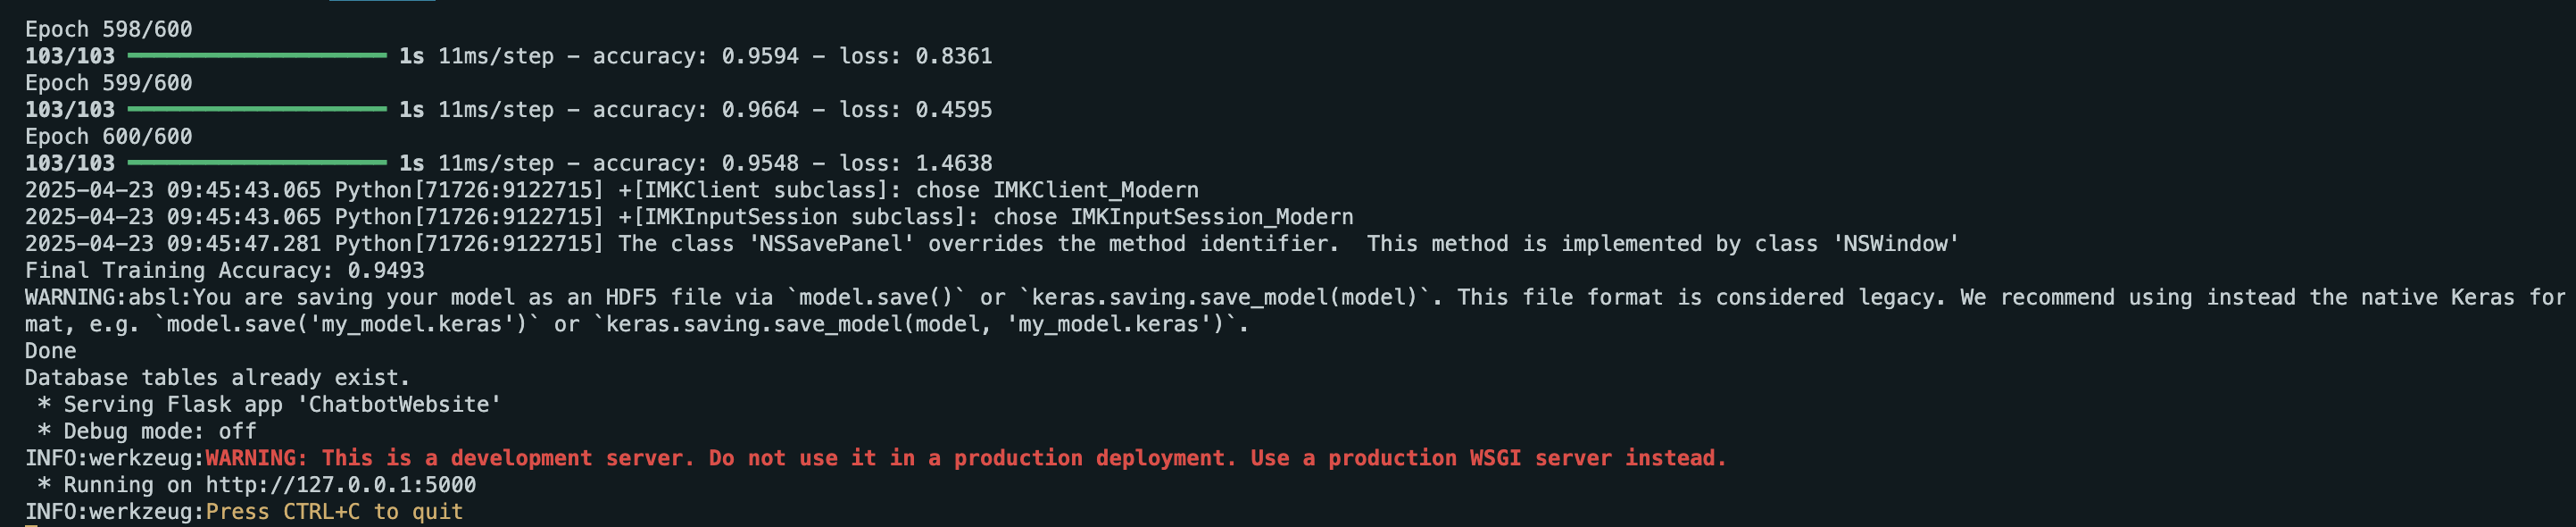 Epoch 598/600
103/103 ━━━━━━━━━━━━━━━━━━━━ 1s 11ms/step – accuracy: 0.9594 – loss: 0.8361
Epoch 599/600
103/103 ━━━━━━━━━━━━━━━━━━━━ 1s 11ms/step – accuracy: 0.9664 – loss: 0.4595
Epoch 600/600
103/103 ━━━━━━━━━━━━━━━━━━━━ 1s 11ms/step – accuracy: 0.9548 – loss: 1.4638
2025-04-23 09:45:43.065 Python[71726:9122715] +[IMKClient subclass]: chose IMKClient_Modern
2025-04-23 09:45:43.065 Python[71726:9122715] +[IMKInputSession subclass]: chose IMKInputSession_Modern
2025-04-23 09:45:47.281 Python[71726:9122715] The class 'NSSavePanel' overrides the method identifier.  This method is implemented by class 'NSWindow'
Final Training Accuracy: 0.9493
WARNING:absl:You are saving your model as an HDF5 file via `model.save()` or `keras.saving.save_model(model)`. This file format is considered legacy. We recommend using instead the native Keras for
mat, e.g. `model.save('my_model.keras')` or `keras.saving.save_model(model, 'my_model.keras')`.
Done
Database tables already exist.
 * Serving Flask app 'ChatbotWebsite'
 * Debug mode: off
INFO:werkzeug:WARNING: This is a development server. Do not use it in a production deployment. Use a production WSGI server instead.
 * Running on http://127.0.0.1:5000
INFO:werkzeug:Press CTRL+C to quit